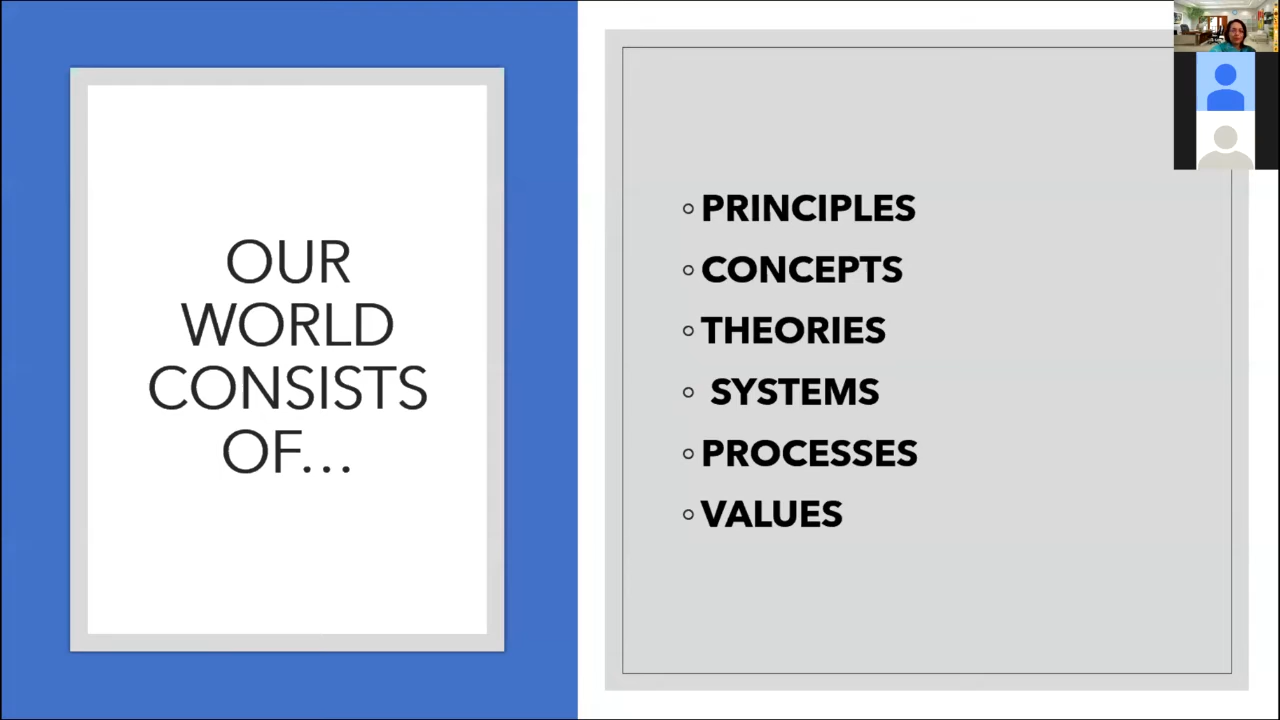 OUR
WORLD
CONSISTS
OF...
PRINCIPLES
CONCEPTS
THEORIES
SYSTEMS
PROCESSES
VALUES